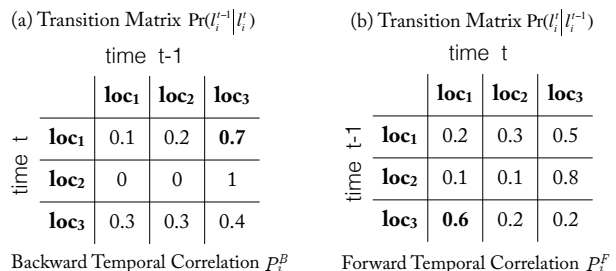 (a) Transition Matrix Pr(l_i^{t-1}|l_i^t)
time t-1
loc₁ loc₂ loc₃
time t
loc₁ 0.1 0.2 0.7
loc₂ 0 0 1
loc₃ 0.3 0.3 0.4
Backward Temporal Correlation P_i^B
(b) Transition Matrix Pr(l_i^t|l_i^{t-1})
time t
loc₁ loc₂ loc₃
time t-1
loc₁ 0.2 0.3 0.5
loc₂ 0.1 0.1 0.8
loc₃ 0.6 0.2 0.2
Forward Temporal Correlation P_i^F